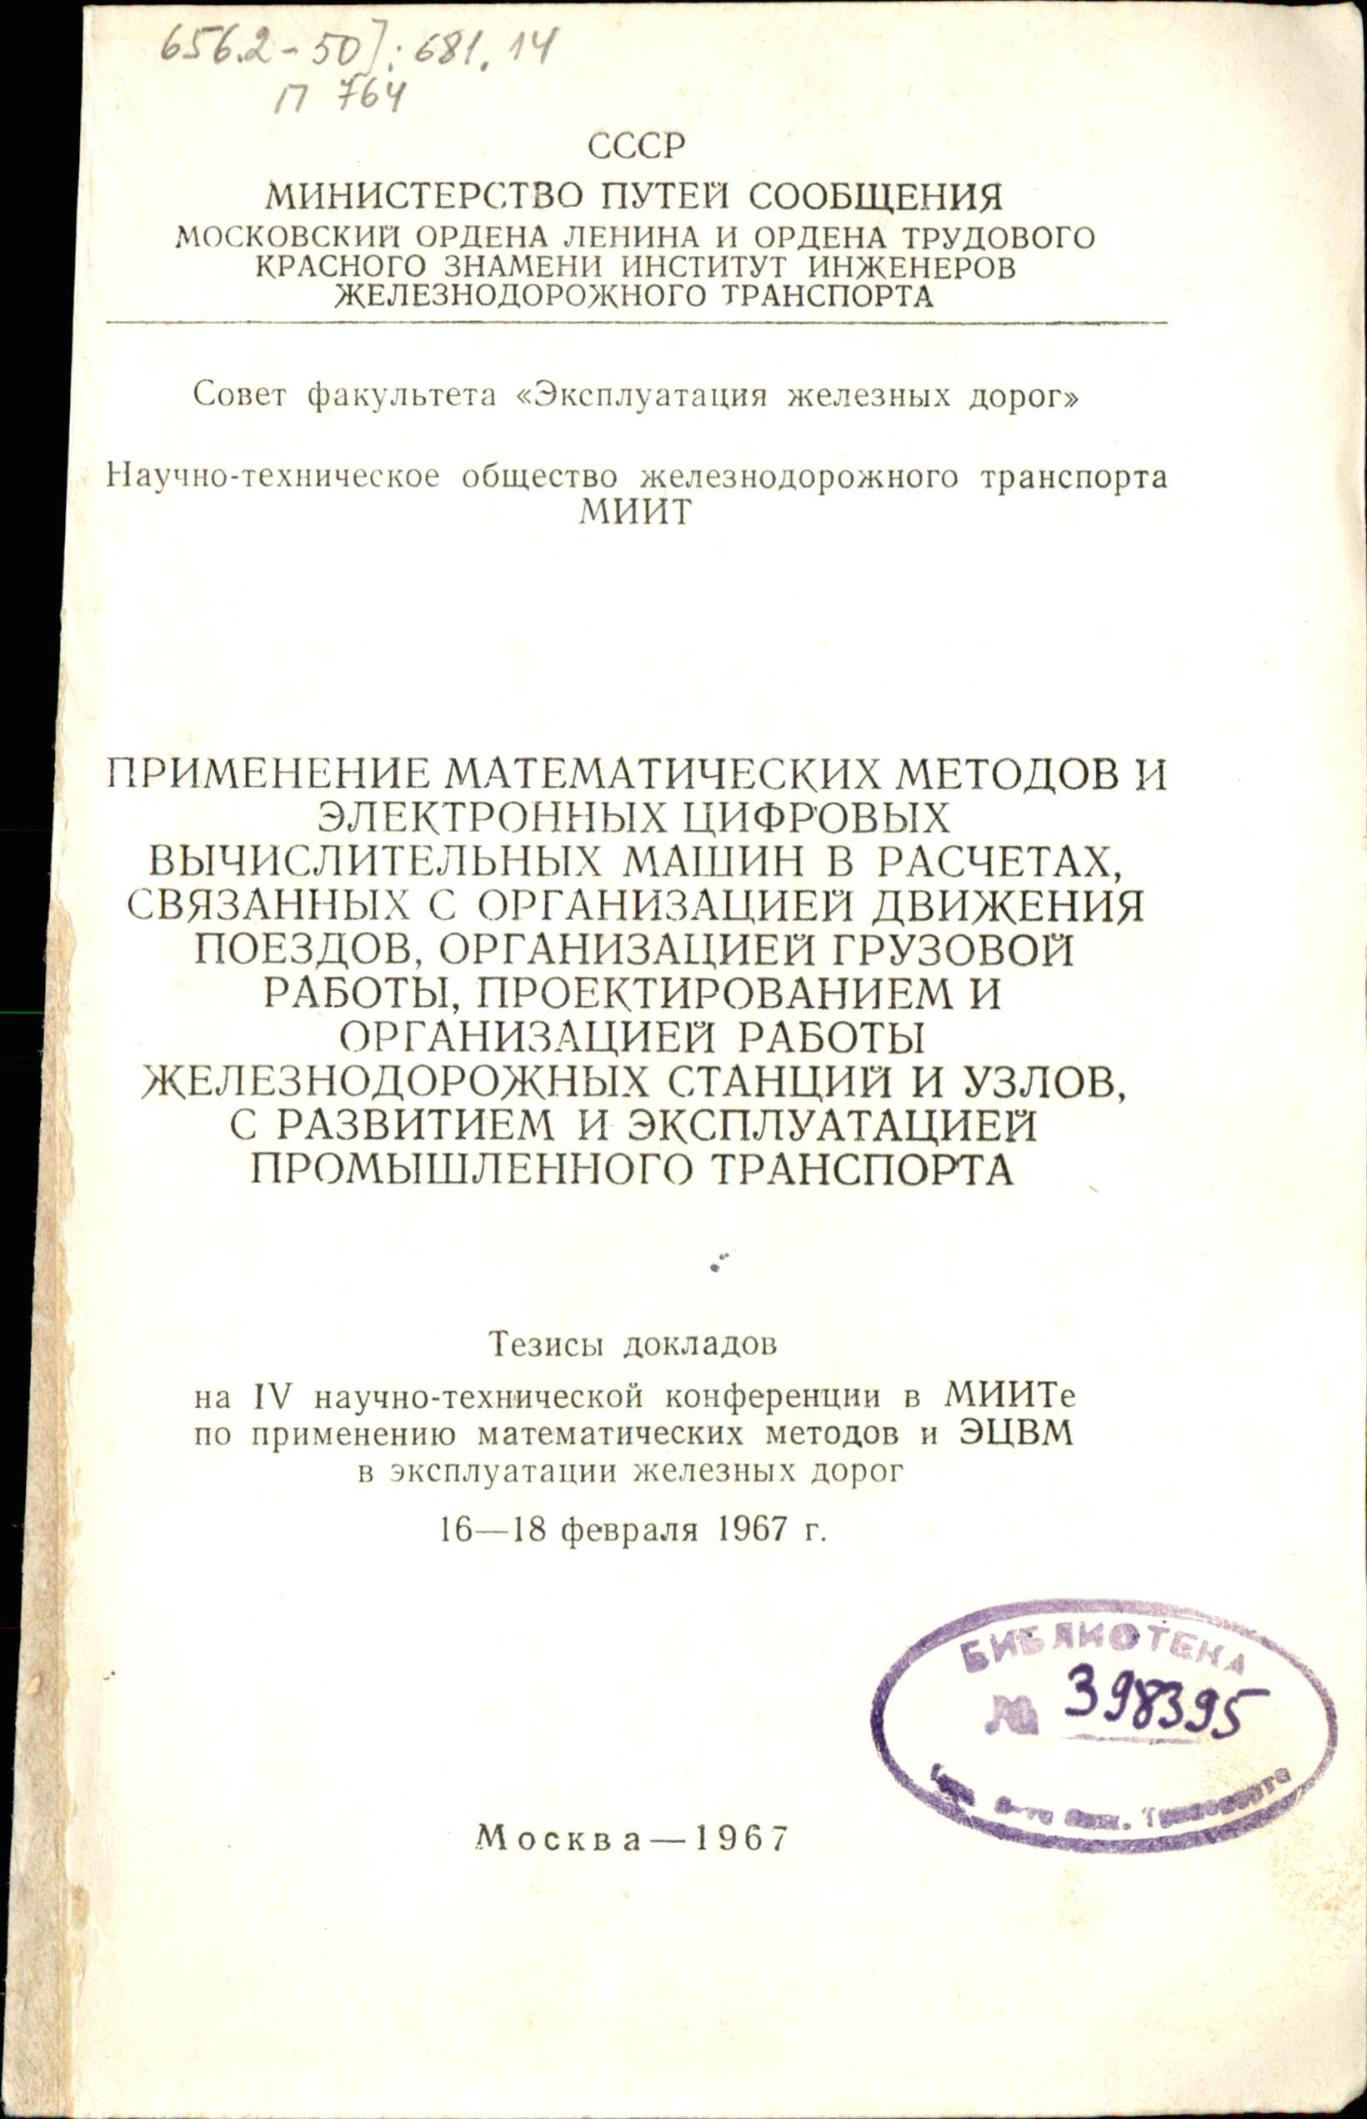 656.2-50]:681.14
П 764
СССР
МИНИСТЕРСТВО ПУТЕЙ СООБЩЕНИЯ
МОСКОВСКИЙ ОРДЕНА ЛЕНИНА И ОРДЕНА ТРУДОВОГО
КРАСНОГО ЗНАМЕНИ ИНСТИТУТ ИНЖЕНЕРОВ
ЖЕЛЕЗНОДОРОЖНОГО ТРАНСПОРТА
Совет факультета «Эксплуатация железных дорог»
Научно-техническое общество железнодорожного транспорта
МИИТ
ПРИМЕНЕНИЕ МАТЕМАТИЧЕСКИХ МЕТОДОВ И
ЭЛЕКТРОННЫХ ЦИФРОВЫХ
ВЫЧИСЛИТЕЛЬНЫХ МАШИН В РАСЧЕТАХ,
СВЯЗАННЫХ С ОРГАНИЗАЦИЕЙ ДВИЖЕНИЯ
ПОЕЗДОВ, ОРГАНИЗАЦИЕЙ ГРУЗОВОЙ
РАБОТЫ, ПРОЕКТИРОВАНИЕМ И
ОРГАНИЗАЦИЕЙ РАБОТЫ
ЖЕЛЕЗНОДОРОЖНЫХ СТАНЦИЙ И УЗЛОВ,
С РАЗВИТИЕМ И ЭКСПЛУАТАЦИЕЙ
ПРОМЫШЛЕННОГО ТРАНСПОРТА
Тезисы докладов
на IV научно-технической конференции в МИИТе
по применению математических методов и ЭЦВМ
в эксплуатации железных дорог
16—18 февраля 1967 г.
БИБЛИОТЕКА
№ 398395
Москва—1967